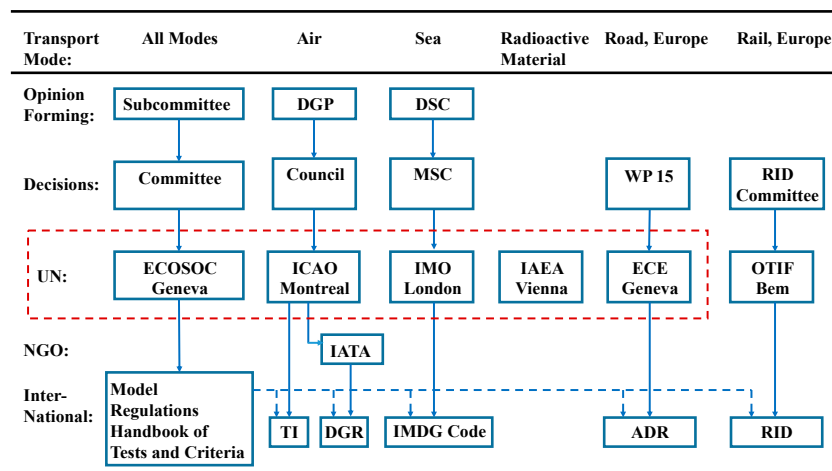 Transport All Modes Air Sea Radioactive Road, Europe Rail, Europe
Mode: Material
Opinion Subcommittee DGP DSC
Forming:
Decisions: Committee Council MSC WP 15 RID
Committee
UN: ECOSOC ICAO IMO IAEA ECE OTIF
Geneva Montreal London Vienna Geneva Bem
NGO: IATA
Inter- Model
National: Regulations
Handbook of TI DGR IMDG Code ADR RID
Tests and Criteria